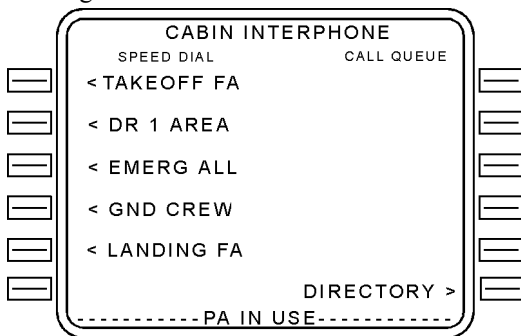 CABIN INTERPHONE
SPEED DIAL CALL QUEUE
< TAKEOFF FA
< DR 1 AREA
< EMERG ALL
< GND CREW
< LANDING FA
DIRECTORY >
-----------PA IN USE------------